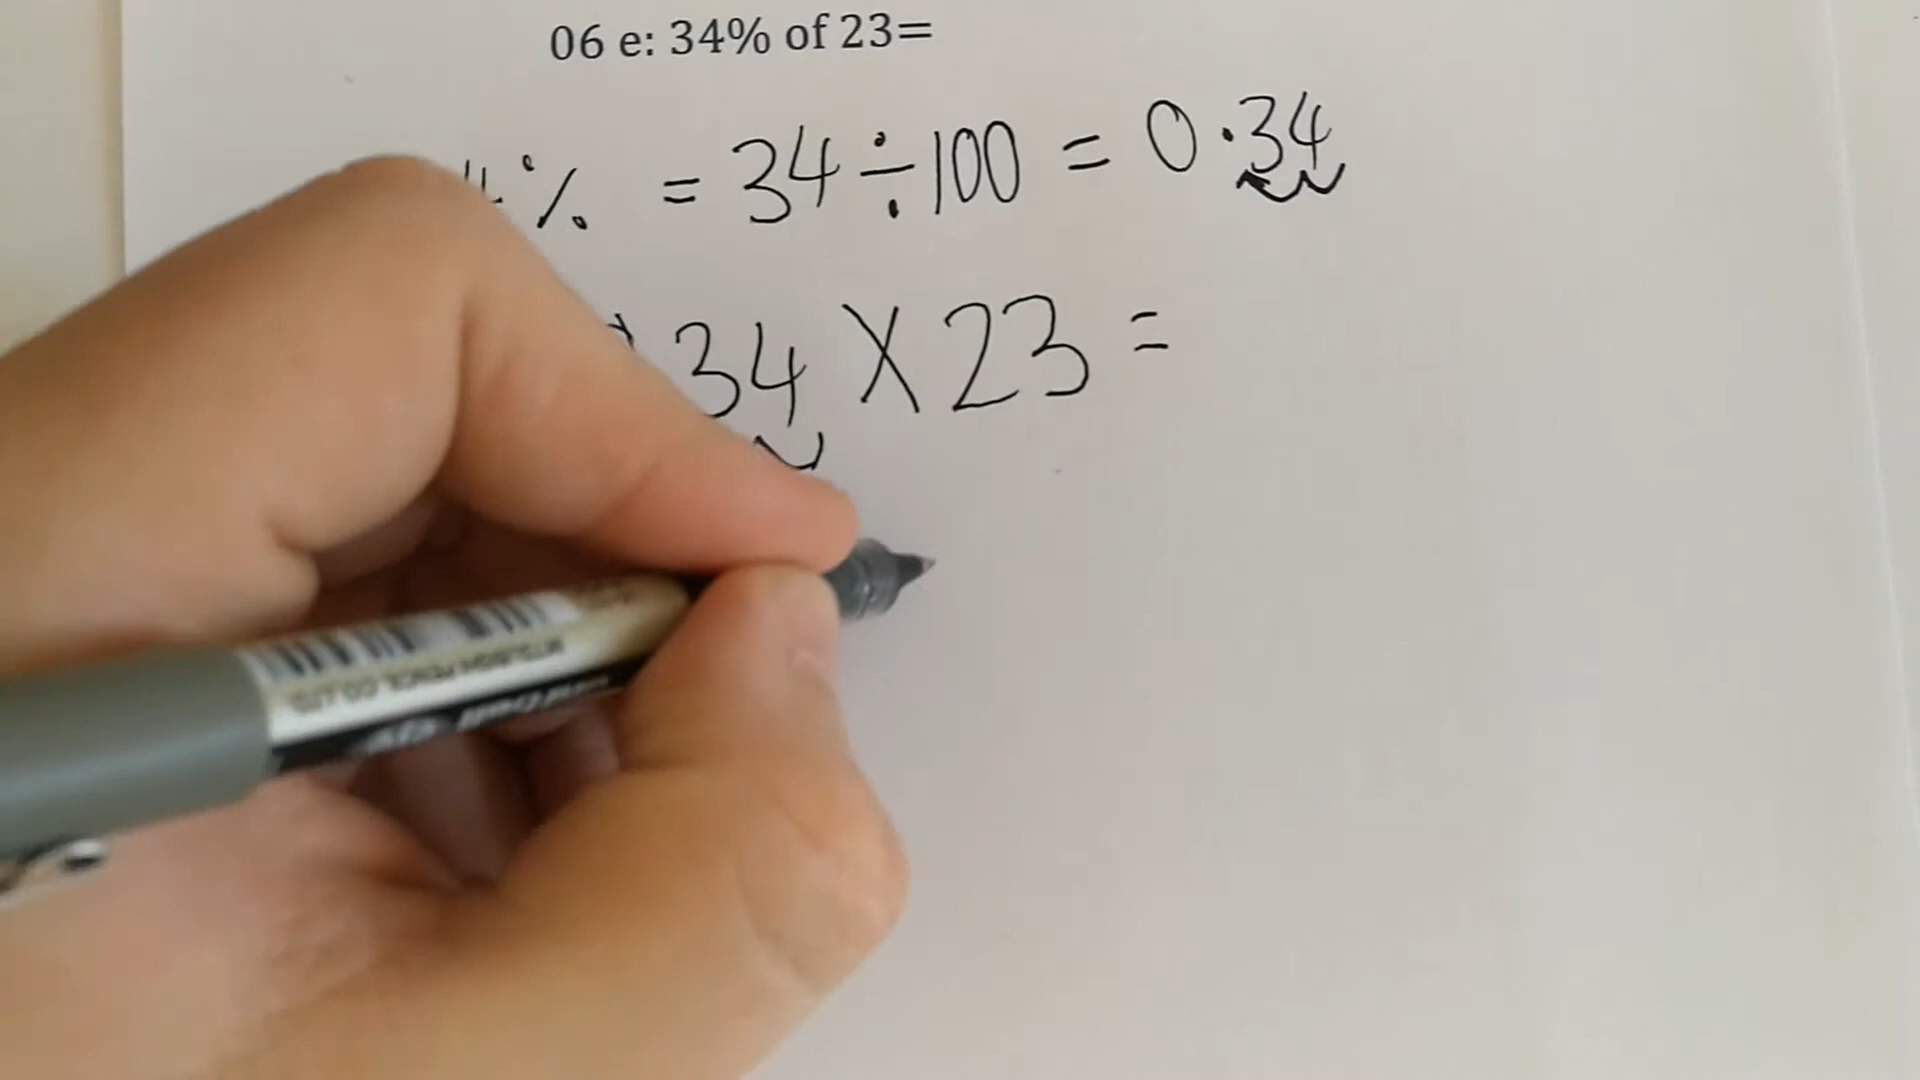 06 e: 34% of 23=
% = 34÷100 = 0.34
34 X 23 =